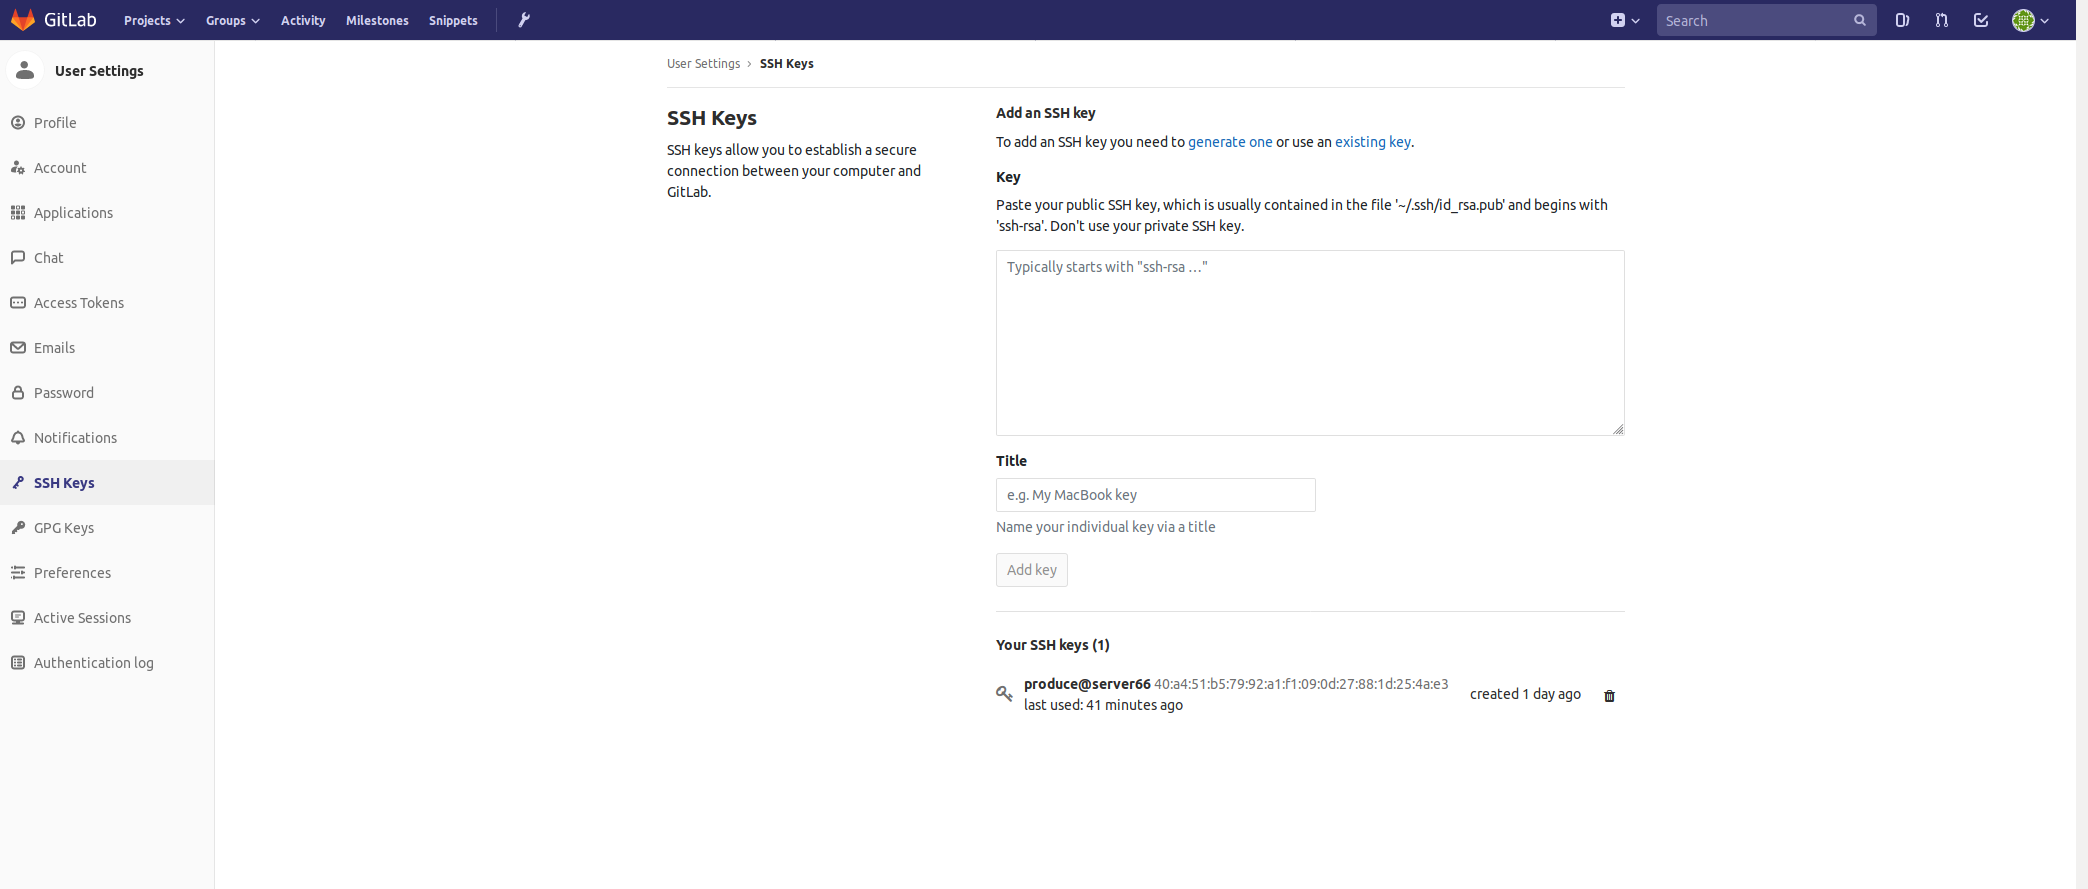 GitLab Projects Groups Activity Milestones Snippets Search
User Settings
Profile
Account
Applications
Chat
Access Tokens
Emails
Password
Notifications
SSH Keys
GPG Keys
Preferences
Active Sessions
Authentication log
User Settings › SSH Keys
SSH Keys
SSH keys allow you to establish a secure
connection between your computer and
GitLab.
Add an SSH key
To add an SSH key you need to generate one or use an existing key.
Key
Paste your public SSH key, which is usually contained in the file '~/.ssh/id_rsa.pub' and begins with
'ssh-rsa'. Don't use your private SSH key.
Typically starts with "ssh-rsa …"
Title
e.g. My MacBook key
Name your individual key via a title
Add key
Your SSH keys (1)
produce@server66 40:a4:51:b5:79:92:a1:f1:09:0d:27:88:1d:25:4a:e3
last used: 41 minutes ago
created 1 day ago